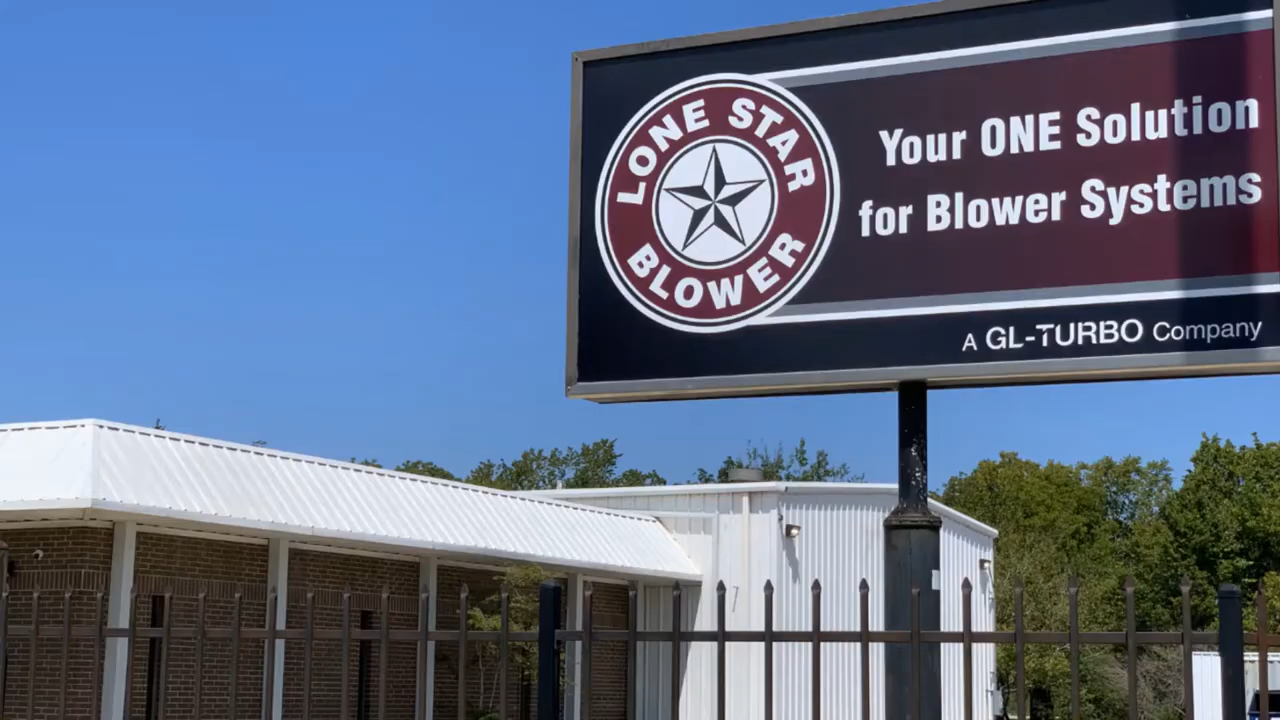 LONE STAR
BLOWER
Your ONE Solution
for Blower Systems
A GL-TURBO Company